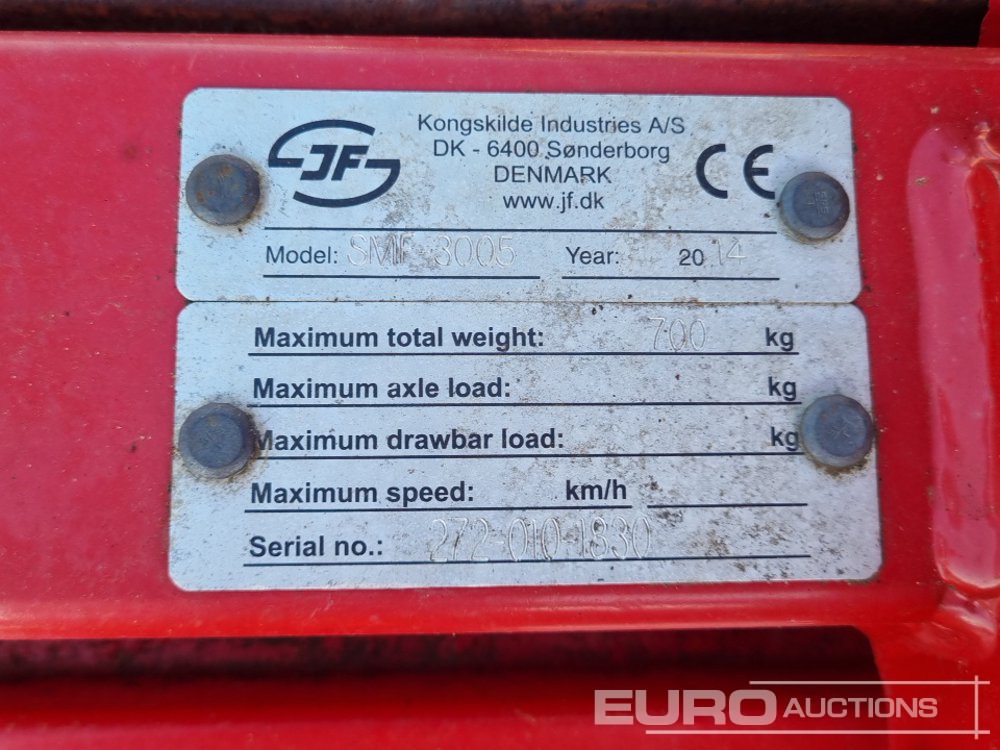 JF
Kongskilde Industries A/S
DK - 6400 Sønderborg
DENMARK
www.jf.dk
CE
Model: SMF-3005 Year: 20 14
Maximum total weight: 700 kg
Maximum axle load: kg
Maximum drawbar load: kg
Maximum speed: km/h
Serial no.: 272-010-1830
EURO AUCTIONS